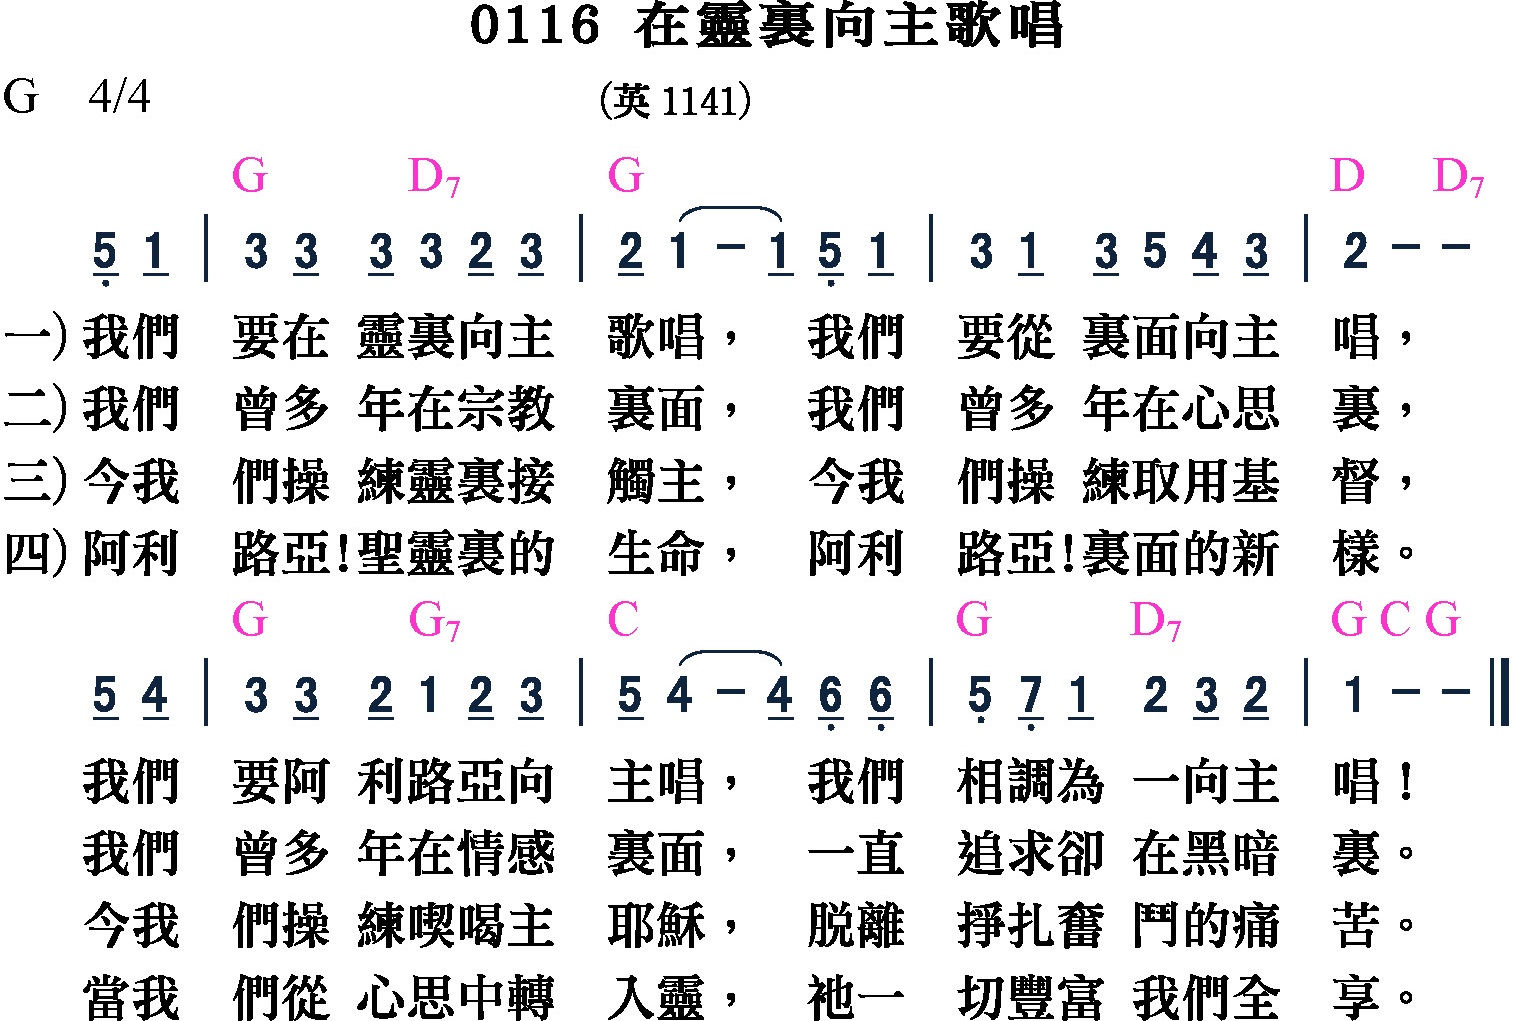 0116 在靈裏向主歌唱
G 4/4 (英1141)
G D7 G D D7
5 1 | 3 3 3 3 2 3 | 2 1 － 1 5 1 | 3 1 3 5 4 3 | 2 － －
一) 我們 要在 靈裏向主 歌唱， 我們 要從 裏面向主 唱，
二) 我們 曾多 年在宗教 裏面， 我們 曾多 年在心思 裏，
三) 今我 們操 練靈裏接 觸主， 今我 們操 練取用基 督，
四) 阿利 路亞!聖靈裏的 生命， 阿利 路亞!裏面的新 樣。
G G7 C G D7 G C G
5 4 | 3 3 2 1 2 3 | 5 4 － 4 6 6 | 5 7 1 2 3 2 | 1 － － ‖
我們 要阿 利路亞向 主唱， 我們 相調為 一向主 唱！
我們 曾多 年在情感 裏面， 一直 追求卻 在黑暗 裏。
今我 們操 練喫喝主 耶穌， 脱離 掙扎奮 鬥的痛 苦。
當我 們從 心思中轉 入靈， 祂一 切豐富 我們全 享。